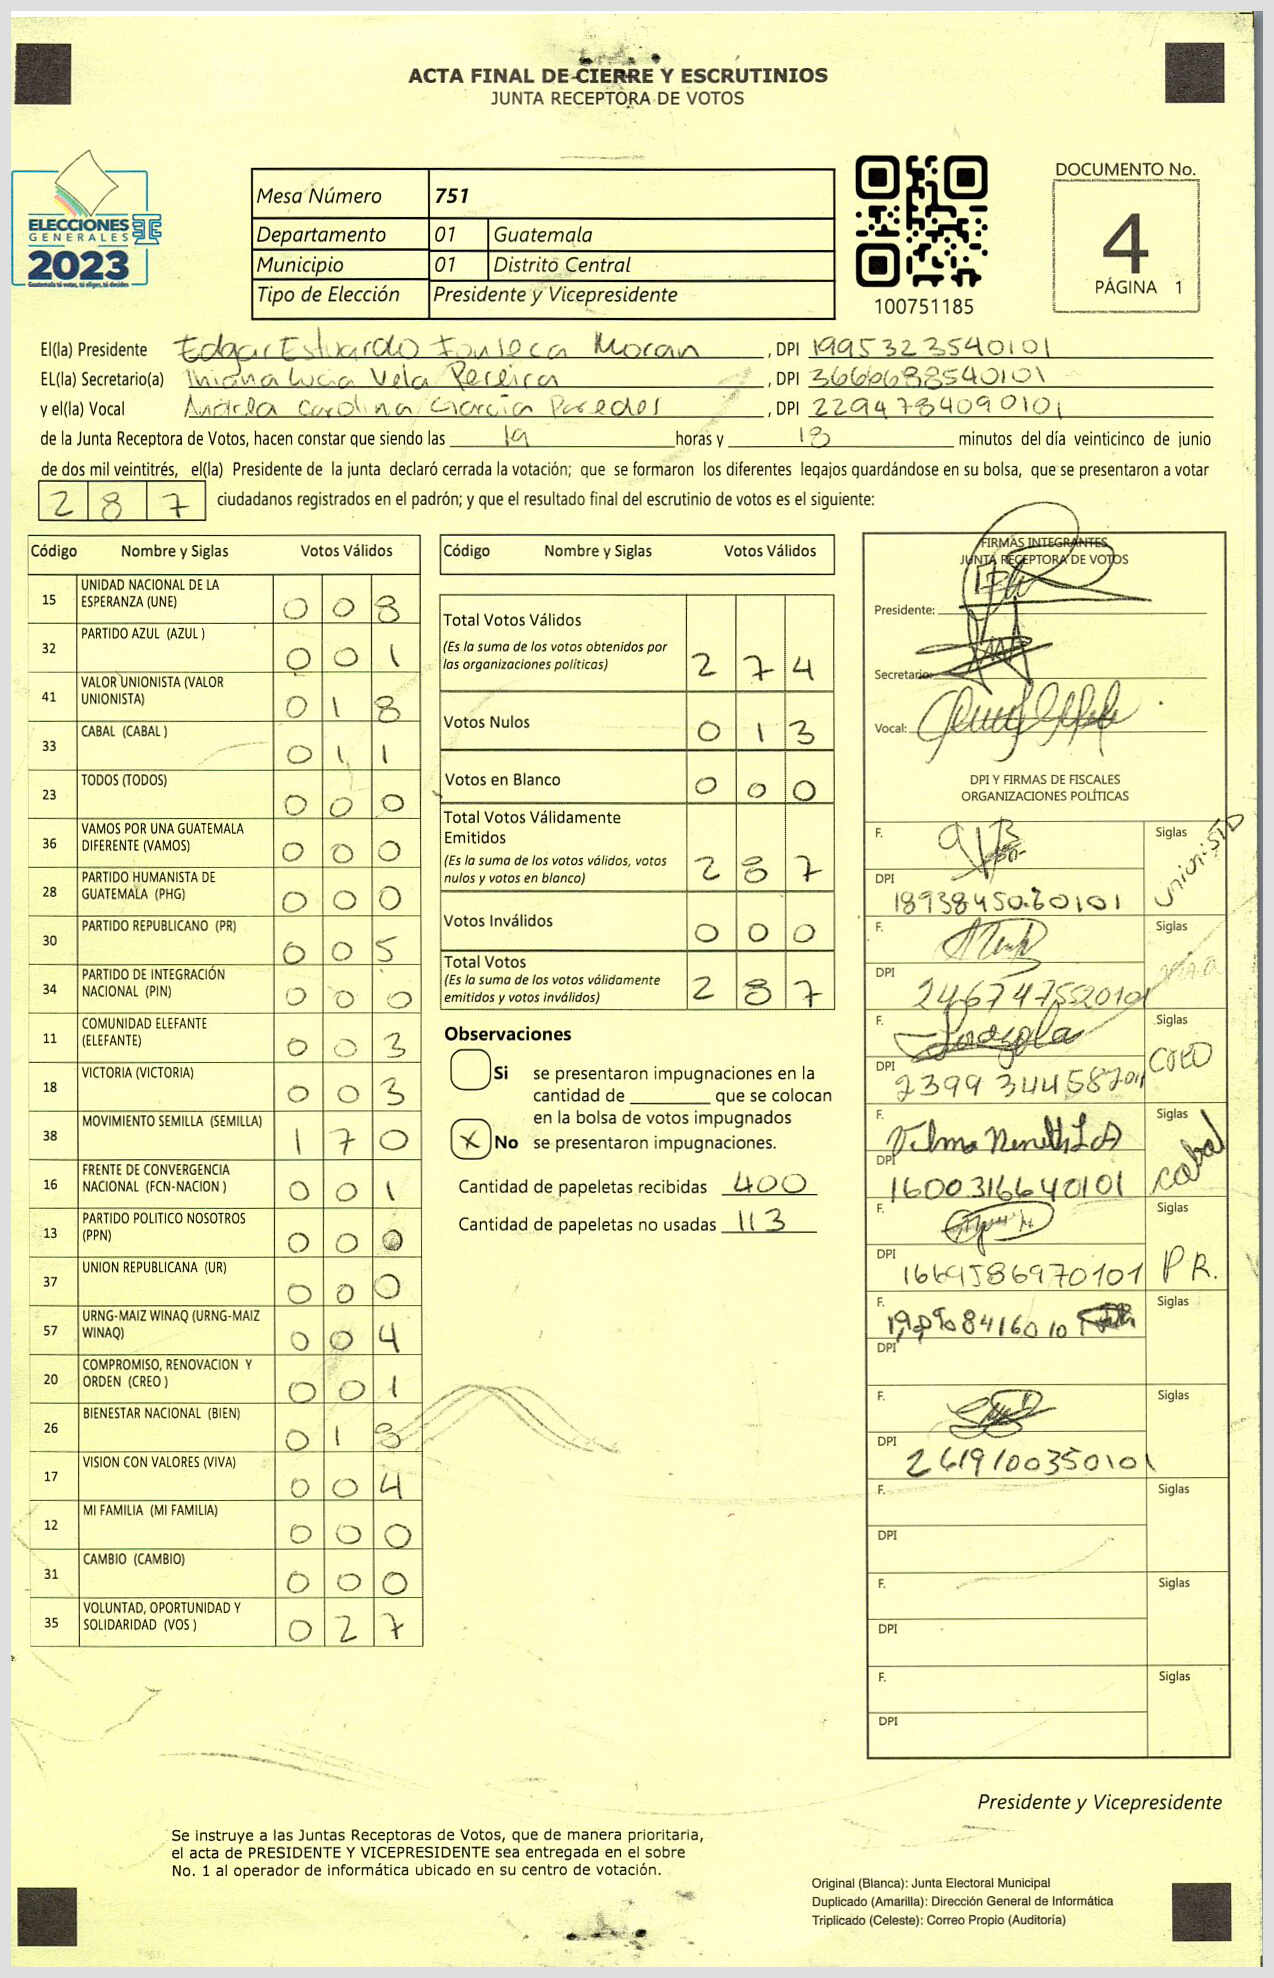 ACTA FINAL DE CIERRE Y ESCRUTINIOS
JUNTA RECEPTORA DE VOTOS
ELECCIONES
GENERALES
2023
Guatemala tú votas, tú eliges, tú decides
Mesa Número 751
Departamento 01 Guatemala
Municipio 01 Distrito Central
Tipo de Elección Presidente y Vicepresidente
100751185
DOCUMENTO No.
4
PÁGINA 1
El(la) Presidente Edgar Estuardo Fonseca Moran, DPI 1995323540101
EL(la) Secretario(a) Lucia Vela Pereira, DPI 3660688540101
y el(la) Vocal Andrea Carolina Garcia Paredes, DPI 2294784090101
de la Junta Receptora de Votos, hacen constar que siendo las 19 horas y 13 minutos del día veinticinco de junio
de dos mil veintitrés, el(la) Presidente de la junta declaró cerrada la votación; que se formaron los diferentes legajos guardándose en su bolsa, que se presentaron a votar
287 ciudadanos registrados en el padrón; y que el resultado final del escrutinio de votos es el siguiente:
Código Nombre y Siglas Votos Válidos
15 UNIDAD NACIONAL DE LA ESPERANZA (UNE) 0 0 8
32 PARTIDO AZUL (AZUL ) 0 0 1
41 VALOR UNIONISTA (VALOR UNIONISTA) 0 1 8
33 CABAL (CABAL ) 0 1 1
23 TODOS (TODOS) 0 0 0
36 VAMOS POR UNA GUATEMALA DIFERENTE (VAMOS) 0 0 0
28 PARTIDO HUMANISTA DE GUATEMALA (PHG) 0 0 0
30 PARTIDO REPUBLICANO (PR) 0 0 5
34 PARTIDO DE INTEGRACIÓN NACIONAL (PIN) 0 0 0
11 COMUNIDAD ELEFANTE (ELEFANTE) 0 0 3
18 VICTORIA (VICTORIA) 0 0 3
38 MOVIMIENTO SEMILLA (SEMILLA) 1 7 0
16 FRENTE DE CONVERGENCIA NACIONAL (FCN-NACION ) 0 0 1
13 PARTIDO POLITICO NOSOTROS (PPN) 0 0 0
37 UNION REPUBLICANA (UR) 0 0 0
57 URNG-MAIZ WINAQ (URNG-MAIZ WINAQ) 0 0 4
20 COMPROMISO, RENOVACION Y ORDEN (CREO ) 0 0 1
26 BIENESTAR NACIONAL (BIEN) 0 1 8
17 VISION CON VALORES (VIVA) 0 0 4
12 MI FAMILIA (MI FAMILIA) 0 0 0
31 CAMBIO (CAMBIO) 0 0 0
35 VOLUNTAD, OPORTUNIDAD Y SOLIDARIDAD (VOS ) 0 2 7
Código Nombre y Siglas Votos Válidos
Total Votos Válidos 2 7 4
(Es la suma de los votos obtenidos por
las organizaciones políticas)
Votos Nulos 0 1 3
Votos en Blanco 0 0 0
Total Votos Válidamente
Emitidos 2 8 7
(Es la suma de los votos válidos, votos
nulos y votos en blanco)
Votos Inválidos 0 0 0
Total Votos 2 8 7
(Es la suma de los votos válidamente
emitidos y votos inválidos)
Observaciones
Si se presentaron impugnaciones en la
cantidad de ________ que se colocan
en la bolsa de votos impugnados
X No se presentaron impugnaciones.
Cantidad de papeletas recibidas 400
Cantidad de papeletas no usadas 113
FIRMAS INTEGRANTES
JUNTA RECEPTORA DE VOTOS
Presidente:
Secretario:
Vocal:
DPI Y FIRMAS DE FISCALES
ORGANIZACIONES POLÍTICAS
F. Siglas unionista
DPI 1893845020101
F. Siglas
DPI
F. Siglas CREO
DPI 2399344587011
F. Siglas cabal
DPI 1600316640101
F. Siglas P.R.
DPI 1669586970101
F. Siglas
DPI
F. Siglas
DPI 2619100350101
F. Siglas
DPI
F. Siglas
DPI
F. Siglas
DPI
Presidente y Vicepresidente
Se instruye a las Juntas Receptoras de Votos, que de manera prioritaria,
el acta de PRESIDENTE Y VICEPRESIDENTE sea entregada en el sobre
No. 1 al operador de informática ubicado en su centro de votación.
Original (Blanca): Junta Electoral Municipal
Duplicado (Amarilla): Dirección General de Informática
Triplicado (Celeste): Correo Propio (Auditoría)